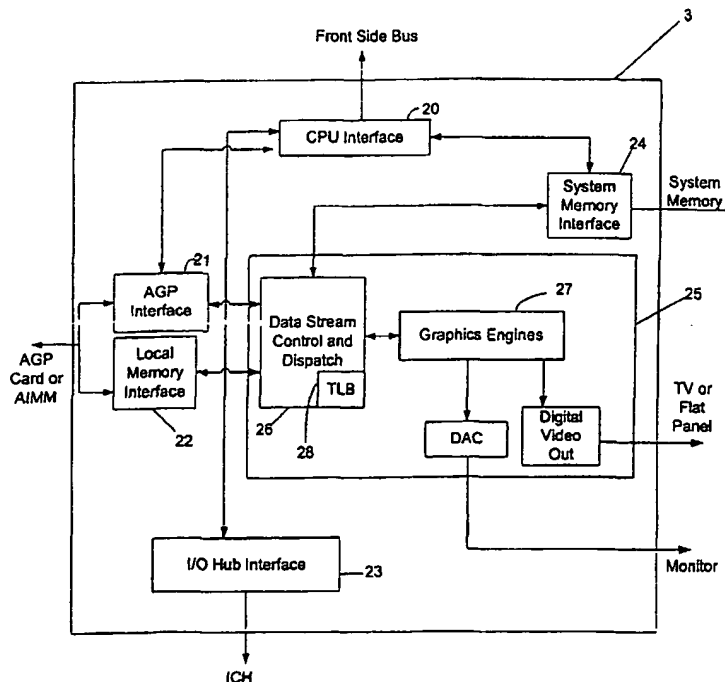 Front Side Bus
3
20
CPU Interface
24
System
Memory
Interface
System
Memory
21
AGP
Interface
27
25
Data Stream
Control and
Dispatch
Graphics Engines
AGP
Card or
AIMM
Local
Memory
Interface
TLB
22
26
28
DAC
Digital
Video
Out
TV or
Flat
Panel
I/O Hub Interface
23
Monitor
ICH